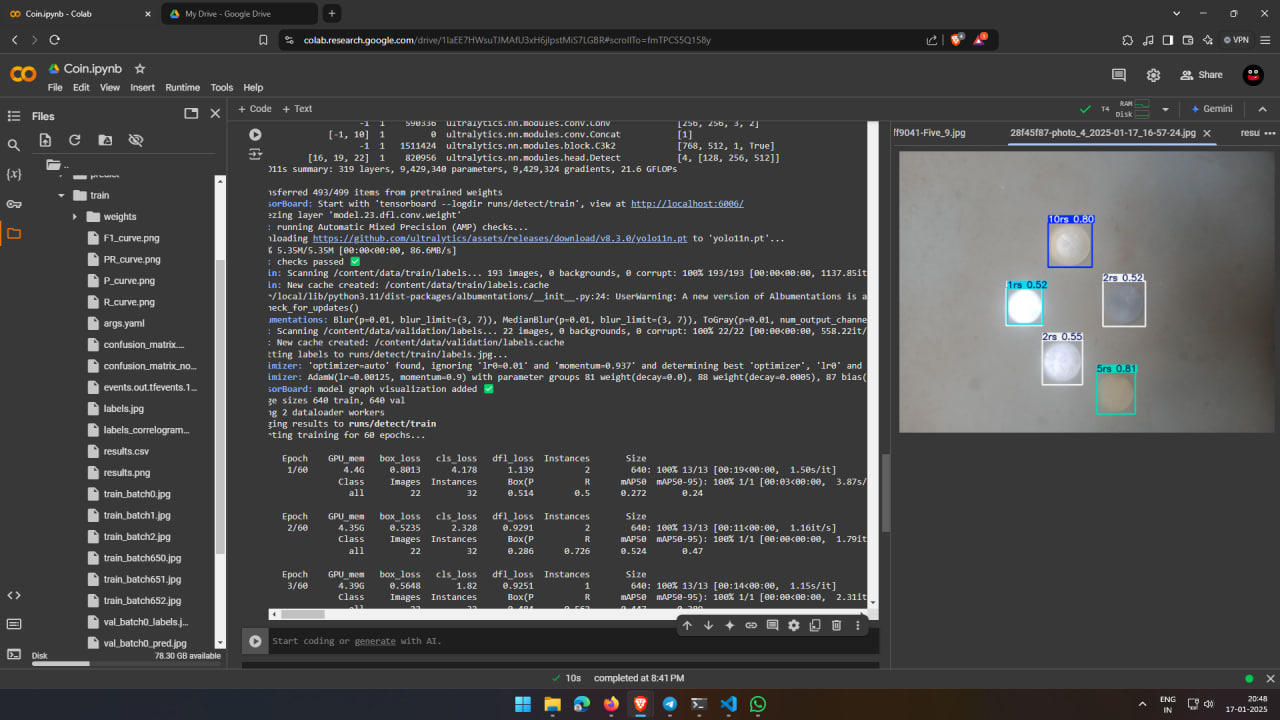 Coin.ipynb - Colab
My Drive - Google Drive
colab.research.google.com/drive/1IaEE7HWsuTJMAfU3xH6jlpstMiS7LGBR#scrollTo=fmTPCS5Q158y
4
1
VPN
Coin.ipynb
Share
File Edit View Insert Runtime Tools Help
Files
+ Code + Text
T4
RAM
Disk
Gemini
..
predict
train
weights
F1_curve.png
PR_curve.png
P_curve.png
R_curve.png
args.yaml
confusion_matrix....
confusion_matrix_no...
events.out.tfevents.1...
labels.jpg
labels_correlogram...
results.csv
results.png
train_batch0.jpg
train_batch1.jpg
train_batch2.jpg
train_batch650.jpg
train_batch651.jpg
train_batch652.jpg
val_batch0_labels.j...
val_batch0_pred.jpg
Disk
78.30 GB available
-1 1 590336 ultralytics.nn.modules.conv.Conv [256, 256, 3, 2]
[-1, 10] 1 0 ultralytics.nn.modules.conv.Concat [1]
-1 1 1511424 ultralytics.nn.modules.block.C3k2 [768, 512, 1, True]
[16, 19, 22] 1 820956 ultralytics.nn.modules.head.Detect [4, [128, 256, 512]]
O11s summary: 319 layers, 9,429,340 parameters, 9,429,324 gradients, 21.6 GFLOPs
nsferred 493/499 items from pretrained weights
sorBoard: Start with 'tensorboard --logdir runs/detect/train', view at http://localhost:6006/
ezing layer 'model.23.dfl.conv.weight'
: running Automatic Mixed Precision (AMP) checks...
nloading https://github.com/ultralytics/assets/releases/download/v8.3.0/yolo11n.pt to 'yolo11n.pt'...
% 5.35M/5.35M [00:00<00:00, 86.6MB/s]
: checks passed ✅
in: Scanning /content/data/train/labels... 193 images, 0 backgrounds, 0 corrupt: 100% 193/193 [00:00<00:00, 1137.85it
in: New cache created: /content/data/train/labels.cache
r/local/lib/python3.11/dist-packages/albumentations/__init__.py:24: UserWarning: A new version of Albumentations is a
heck_for_updates()
umentations: Blur(p=0.01, blur_limit=(3, 7)), MedianBlur(p=0.01, blur_limit=(3, 7)), ToGray(p=0.01, num_output_channe
: Scanning /content/data/validation/labels... 22 images, 0 backgrounds, 0 corrupt: 100% 22/22 [00:00<00:00, 558.22it/
: New cache created: /content/data/validation/labels.cache
tting labels to runs/detect/train/labels.jpg...
imizer: 'optimizer=auto' found, ignoring 'lr0=0.01' and 'momentum=0.937' and determining best 'optimizer', 'lr0' and
imizer: AdamW(lr=0.00125, momentum=0.9) with parameter groups 81 weight(decay=0.0), 88 weight(decay=0.0005), 87 bias(
sorBoard: model graph visualization added ✅
ge sizes 640 train, 640 val
ng 2 dataloader workers
ging results to runs/detect/train
rting training for 60 epochs...
Epoch GPU_mem box_loss cls_loss dfl_loss Instances Size
1/60 4.4G 0.8013 4.178 1.139 2 640: 100% 13/13 [00:19<00:00, 1.50s/it]
Class Images Instances Box(P R mAP50 mAP50-95): 100% 1/1 [00:03<00:00, 3.87s/
all 22 32 0.514 0.5 0.272 0.24
Epoch GPU_mem box_loss cls_loss dfl_loss Instances Size
2/60 4.35G 0.5235 2.328 0.9291 2 640: 100% 13/13 [00:11<00:00, 1.16it/s]
Class Images Instances Box(P R mAP50 mAP50-95): 100% 1/1 [00:00<00:00, 1.79it
all 22 32 0.286 0.726 0.524 0.47
Epoch GPU_mem box_loss cls_loss dfl_loss Instances Size
3/60 4.39G 0.5648 1.82 0.9251 1 640: 100% 13/13 [00:14<00:00, 1.15s/it]
Class Images Instances Box(P R mAP50 mAP50-95): 100% 1/1 [00:00<00:00, 2.31it
Start coding or generate with AI.
ff9041-Five_9.jpg
28f45f87-photo_4_2025-01-17_16-57-24.jpg
resu
10rs 0.80
1rs 0.52
2rs 0.52
2rs 0.55
5rs 0.81
10s completed at 8:41 PM
ENG
IN
20:48
17-01-2025